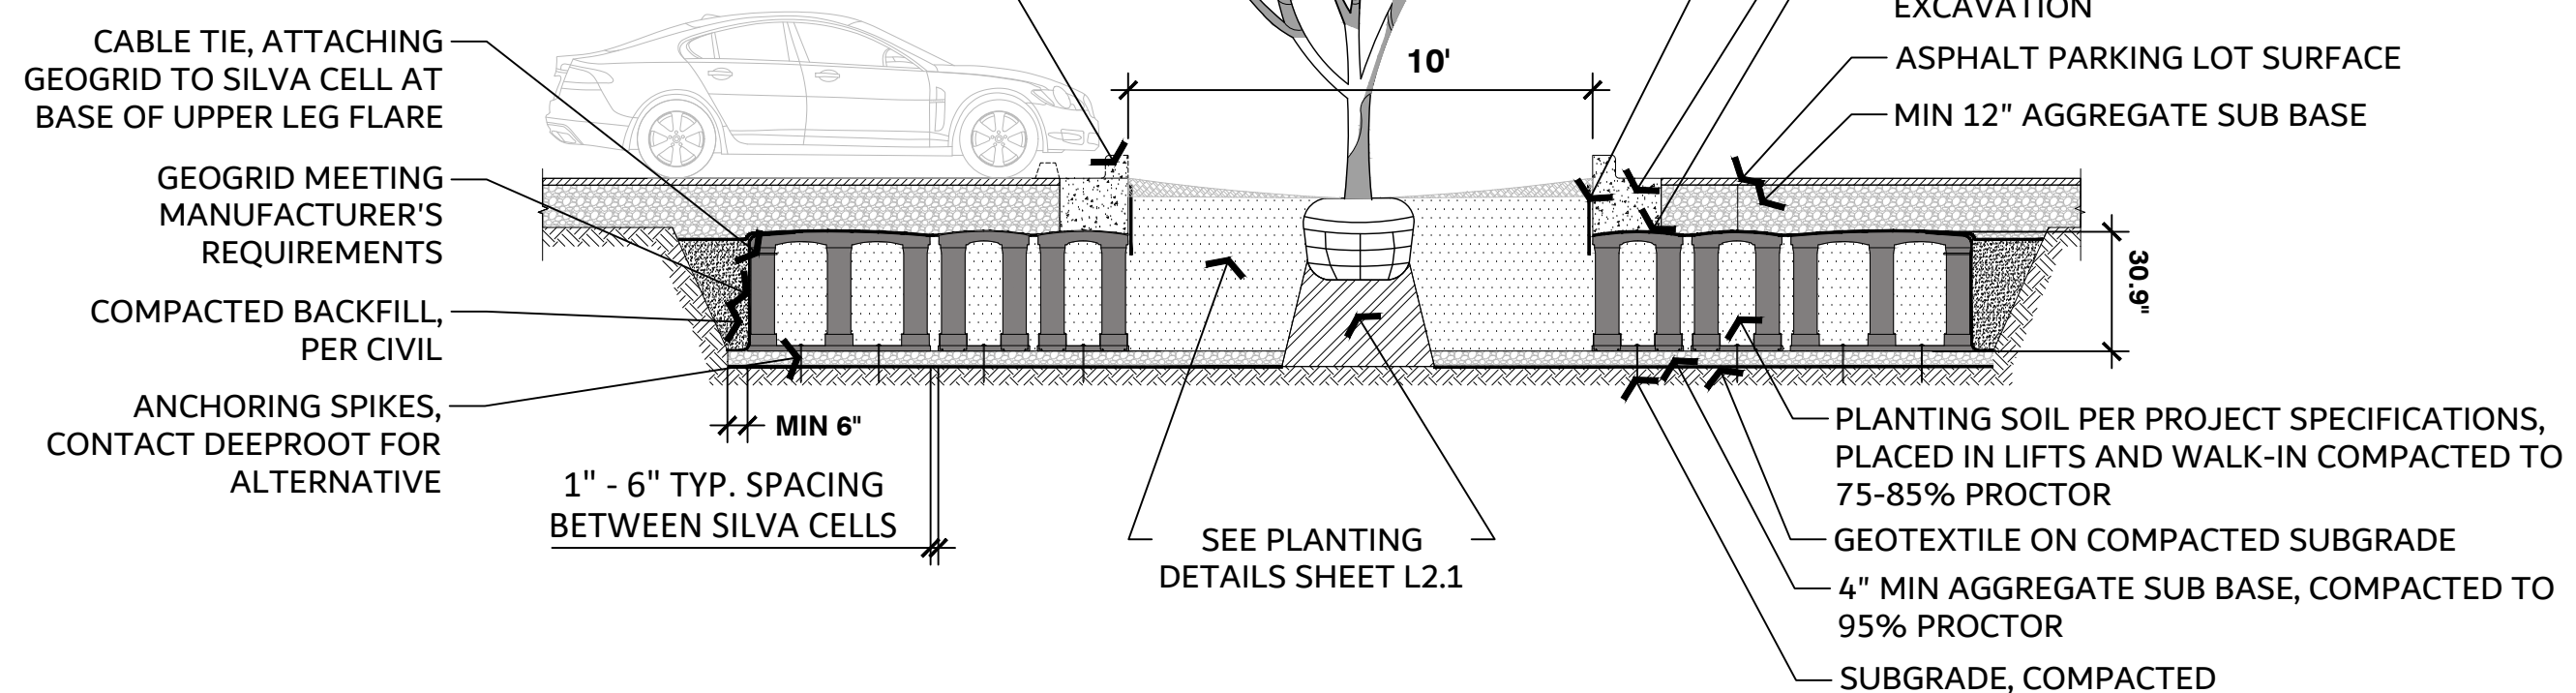 CABLE TIE, ATTACHING
GEOGRID TO SILVA CELL AT
BASE OF UPPER LEG FLARE
GEOGRID MEETING
MANUFACTURER'S
REQUIREMENTS
COMPACTED BACKFILL,
PER CIVIL
ANCHORING SPIKES,
CONTACT DEEPROOT FOR
ALTERNATIVE
MIN 6"
1" - 6" TYP. SPACING
BETWEEN SILVA CELLS
10'
SEE PLANTING
DETAILS SHEET L2.1
EXCAVATION
ASPHALT PARKING LOT SURFACE
MIN 12" AGGREGATE SUB BASE
30.9"
PLANTING SOIL PER PROJECT SPECIFICATIONS,
PLACED IN LIFTS AND WALK-IN COMPACTED TO
75-85% PROCTOR
GEOTEXTILE ON COMPACTED SUBGRADE
4" MIN AGGREGATE SUB BASE, COMPACTED TO
95% PROCTOR
SUBGRADE, COMPACTED